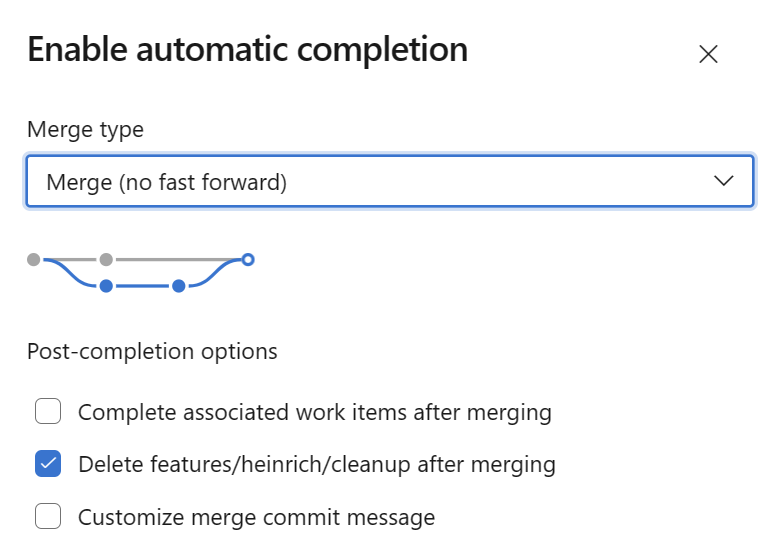 Enable automatic completion
Merge type
Merge (no fast forward)
Post-completion options
Complete associated work items after merging
Delete features/heinrich/cleanup after merging
Customize merge commit message